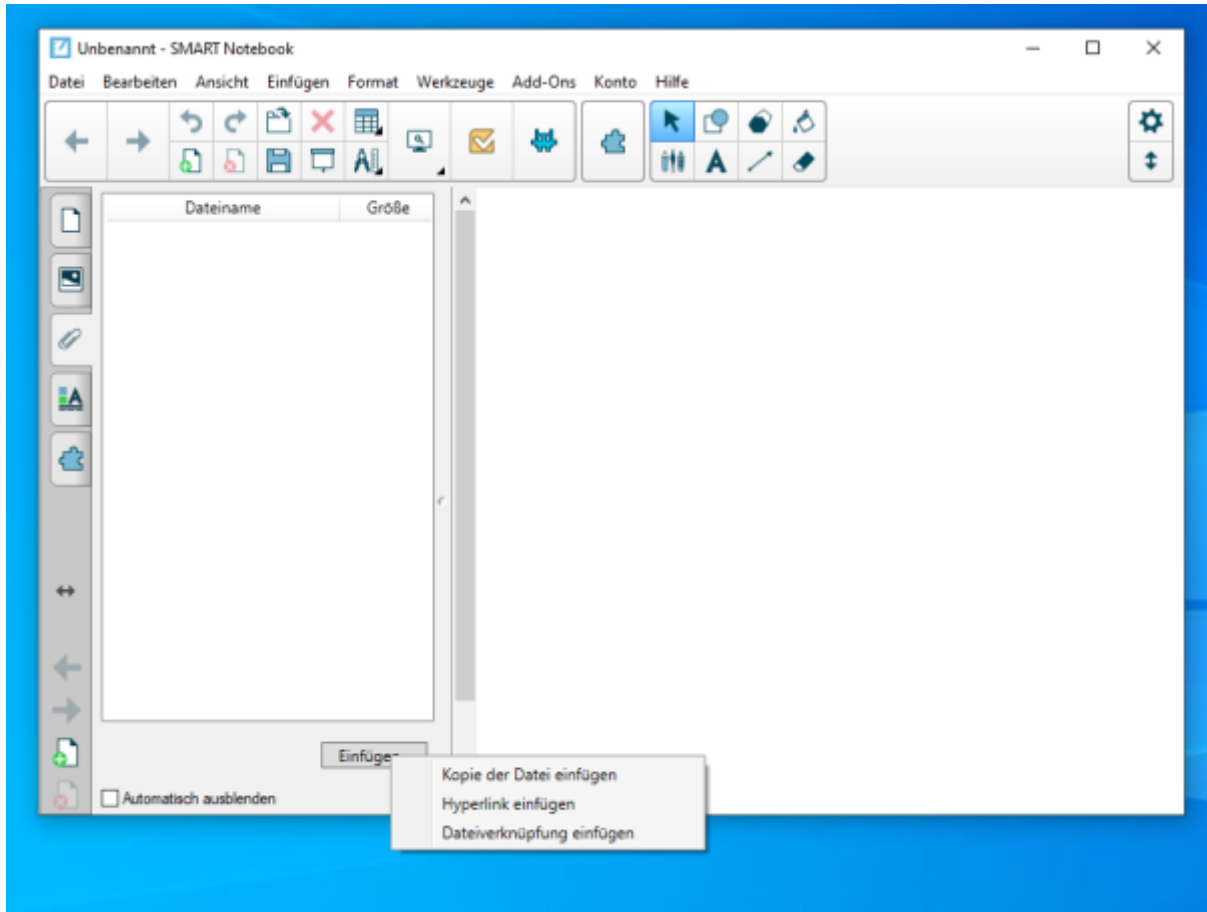 Unbenannt - SMART Notebook
Datei Bearbeiten Ansicht Einfügen Format Werkzeuge Add-Ons Konto Hilfe
Dateiname Größe
Kopie der Datei einfügen
Hyperlink einfügen
Dateiverknüpfung einfügen
Automatisch ausblenden